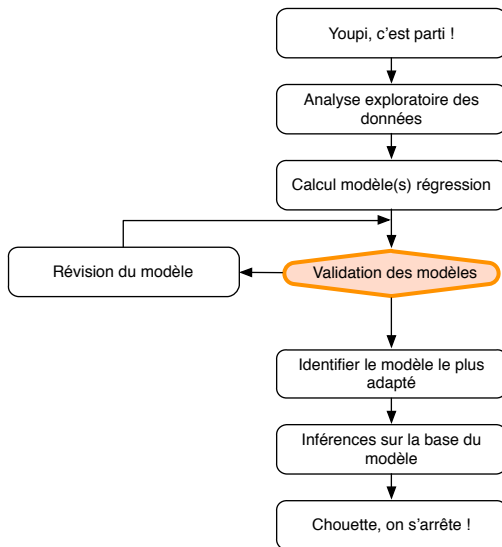 Youpi, c'est parti !
Analyse exploratoire des
données
Calcul modèle(s) régression
Révision du modèle
Validation des modèles
Identifier le modèle le plus
adapté
Inférences sur la base du
modèle
Chouette, on s'arrête !